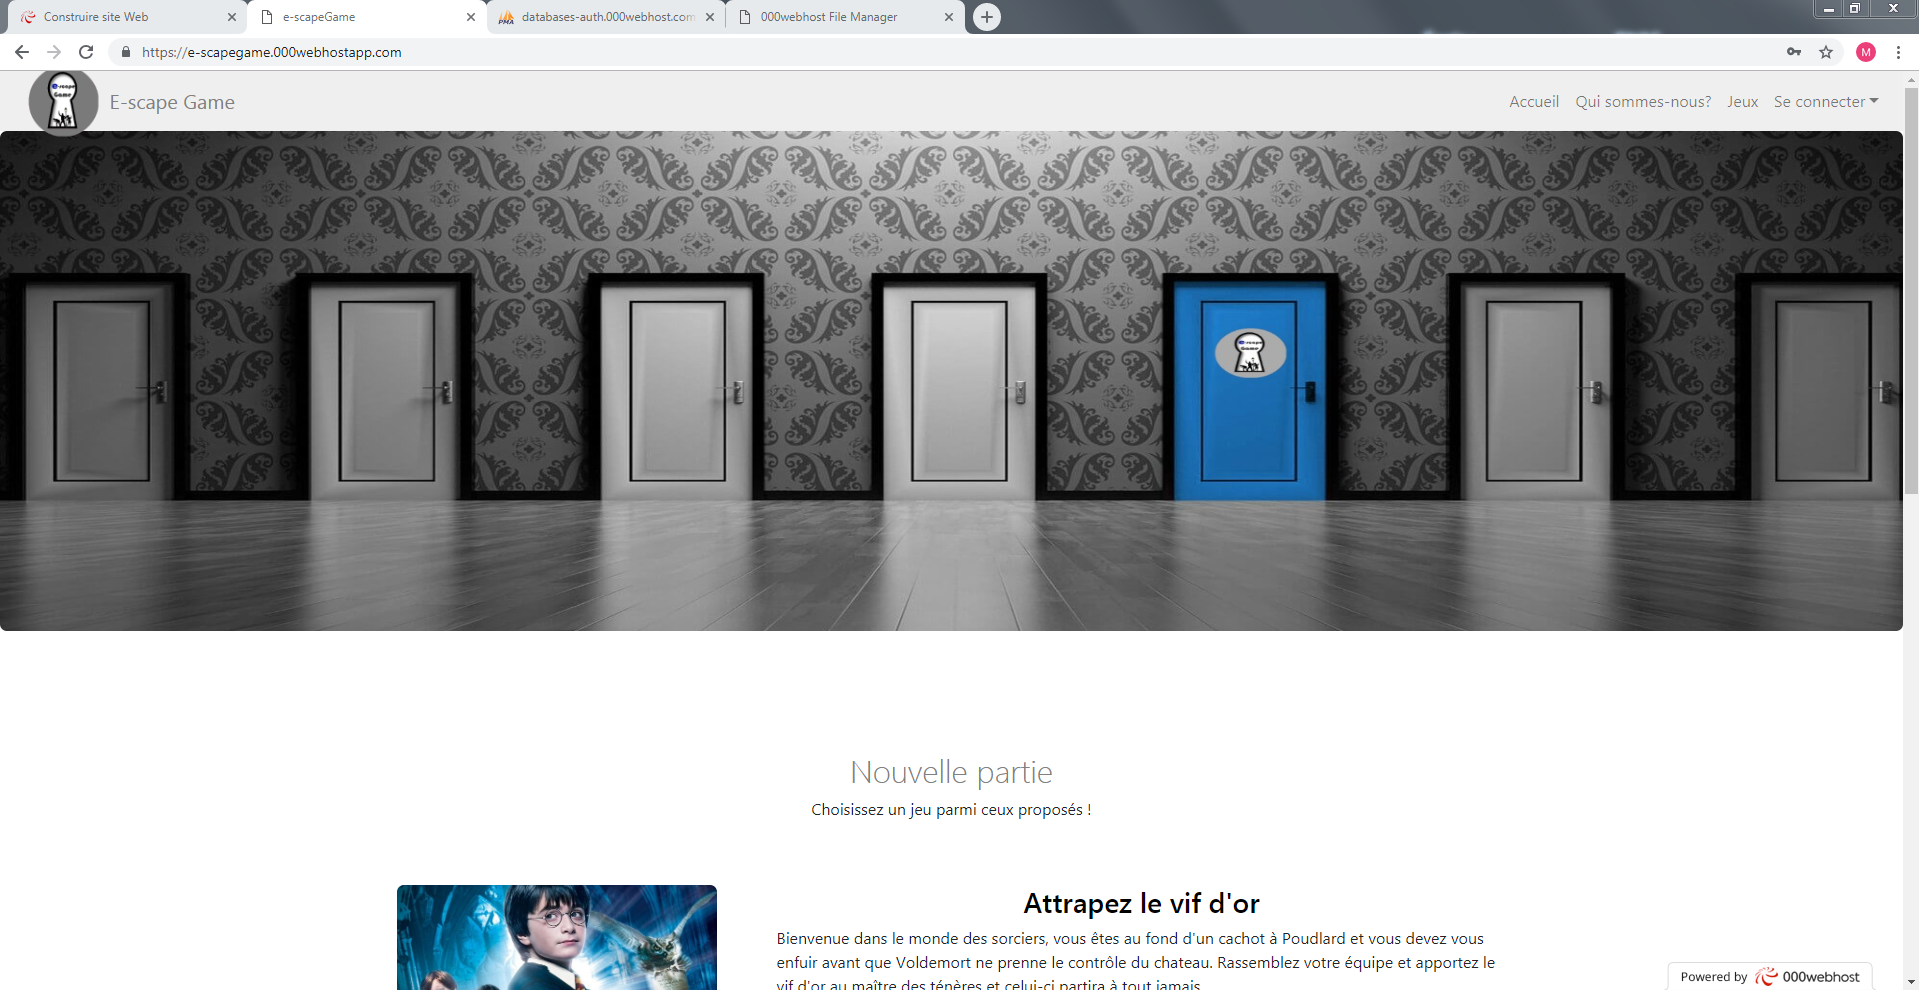 Construire site Web
e-scapeGame
databases-auth.000webhost.com
000webhost File Manager
https://e-scapegame.000webhostapp.com
M
e-scape
Game
E-scape Game
Accueil
Qui sommes-nous?
Jeux
Se connecter
e-scape
Game
Nouvelle partie
Choisissez un jeu parmi ceux proposés !
Attrapez le vif d'or
Bienvenue dans le monde des sorciers, vous êtes au fond d'un cachot à Poudlard et vous devez vous
enfuir avant que Voldemort ne prenne le contrôle du chateau. Rassemblez votre équipe et apportez le
vif d'or au maître des ténères et celui-ci partira à tout jamais
Powered by 000webhost